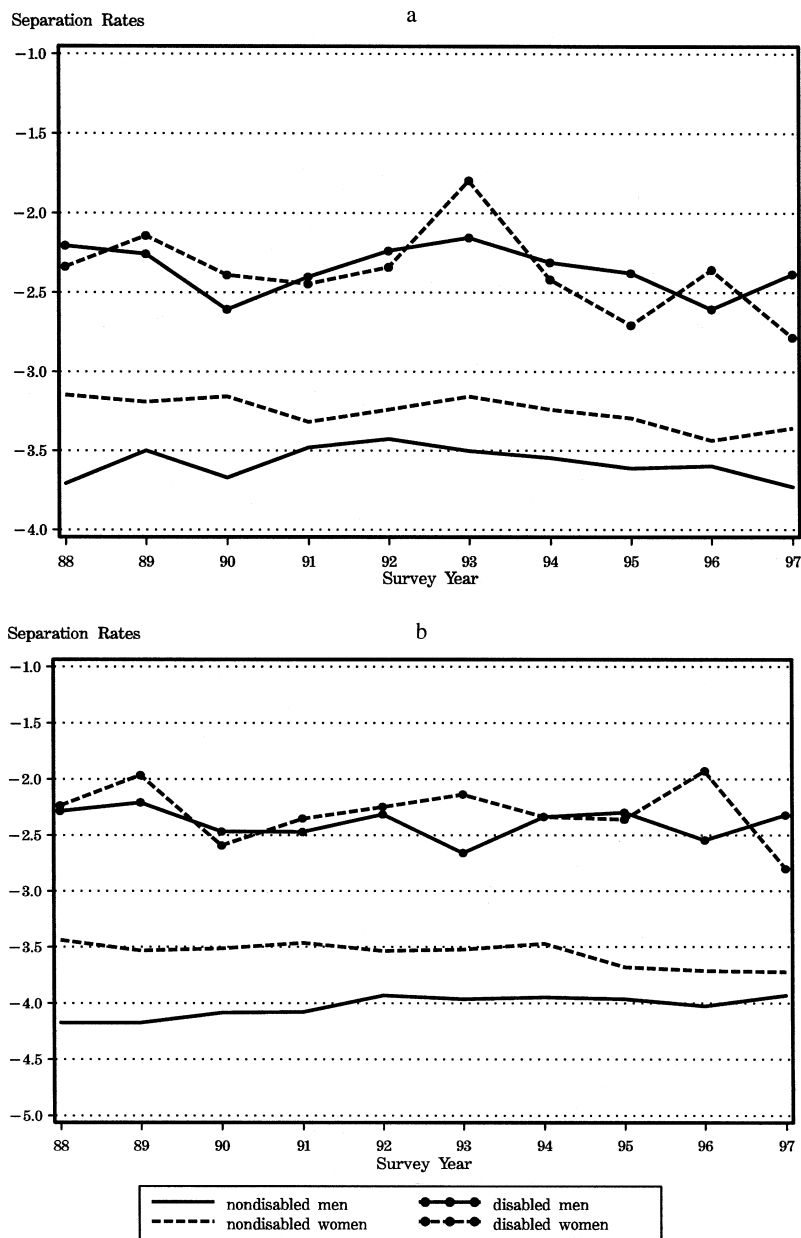 a
Separation Rates
−1.0
−1.5
−2.0
−2.5
−3.0
−3.5
−4.0
88 89 90 91 92 93 94 95 96 97
Survey Year
b
Separation Rates
−1.0
−1.5
−2.0
−2.5
−3.0
−3.5
−4.0
−4.5
−5.0
88 89 90 91 92 93 94 95 96 97
Survey Year
nondisabled men disabled men
nondisabled women disabled women